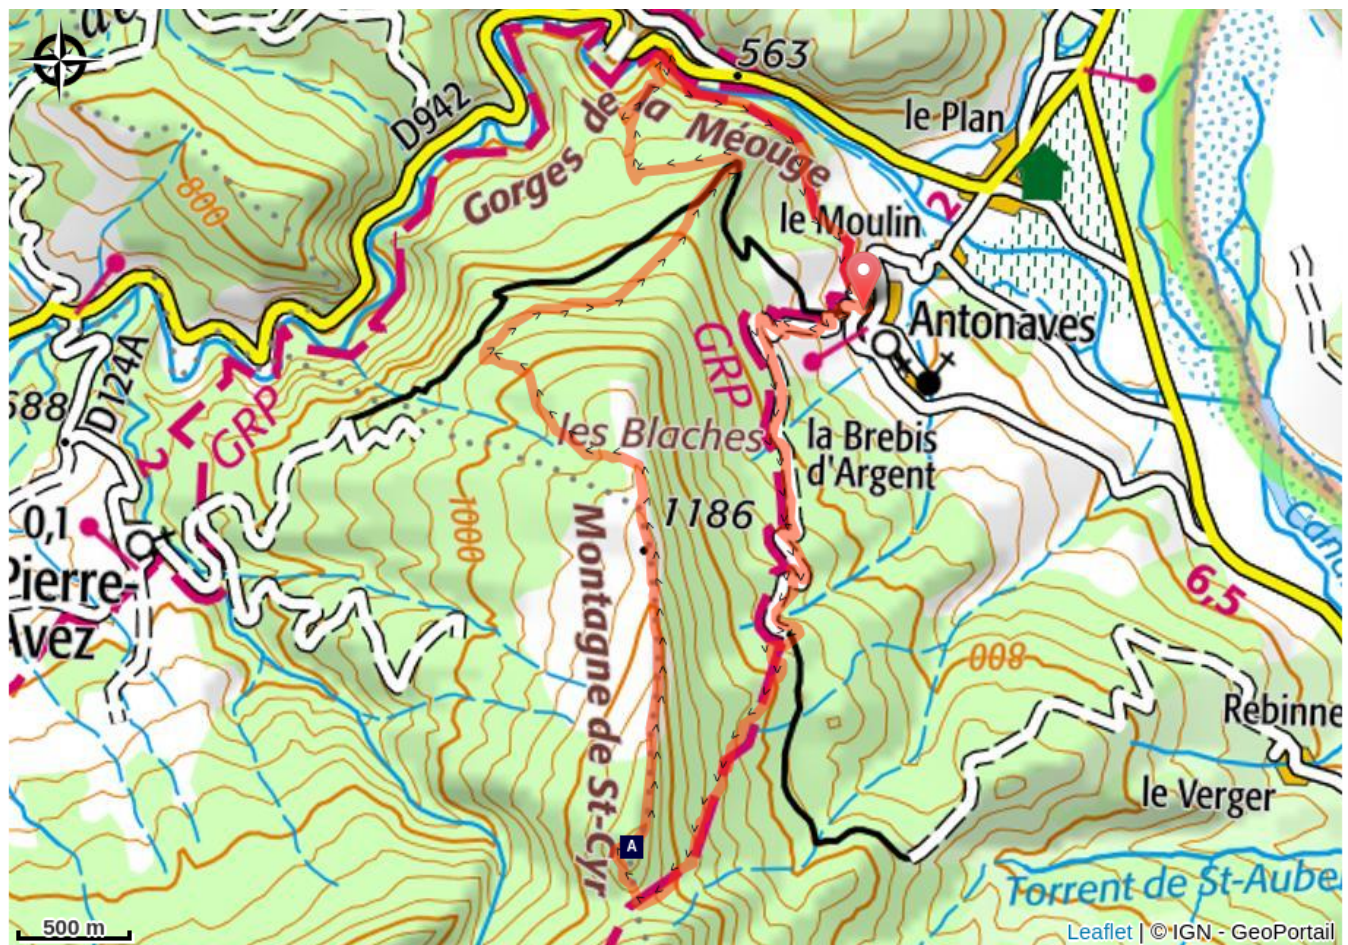 563
D942
le Plan
Gorges de la Méouge
800
2
le Moulin
Antonaves
GRP
D124A
688
GRP
2
les Blaches
la Brebis
d'Argent
1186
1000
0,1
Pierre-
Avez
Montagne de St-Cyr
6,5
800
Rebinne
le Verger
A
Torrent de St-Aube
500 m
Leaflet | © IGN - GeoPortail